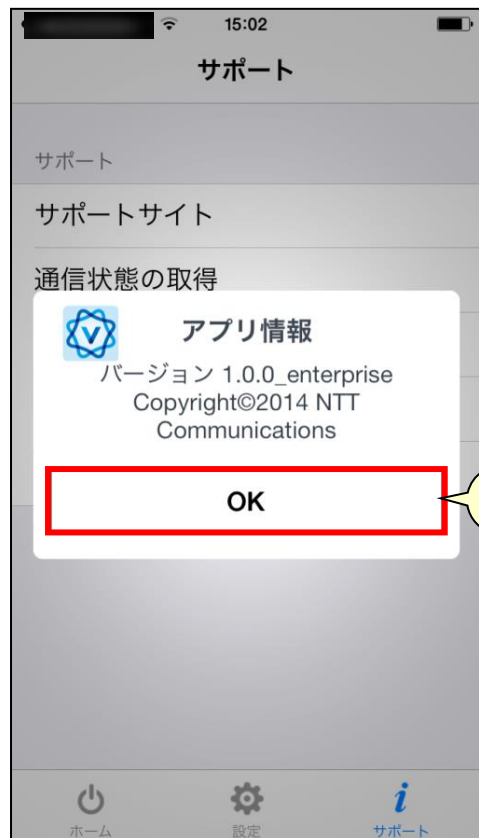 15:02
サポート
サポート
サポートサイト
通信状態の取得
アプリ情報
バージョン 1.0.0_enterprise
Copyright©2014 NTT
Communications
OK
ホーム
設定
サポート